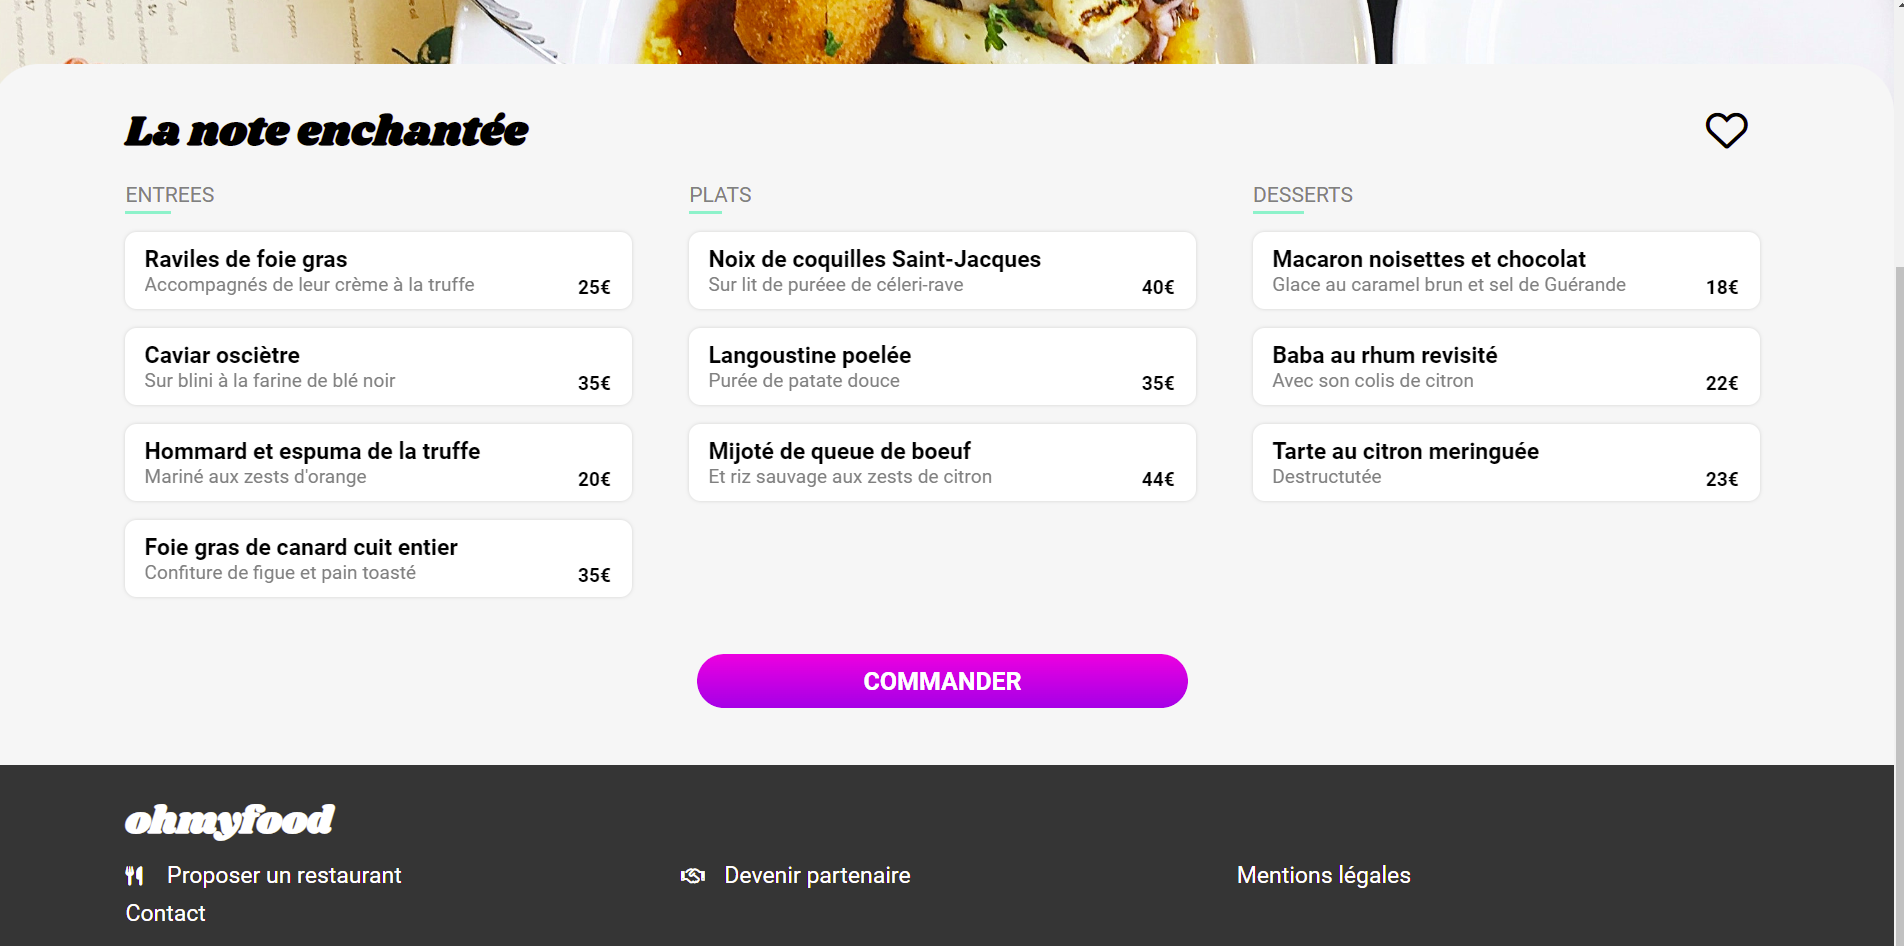 La note enchantée
ENTREES
Raviles de foie gras
Accompagnés de leur crème à la truffe
25€
Caviar osciètre
Sur blini à la farine de blé noir
35€
Hommard et espuma de la truffe
Mariné aux zests d'orange
20€
Foie gras de canard cuit entier
Confiture de figue et pain toasté
35€
PLATS
Noix de coquilles Saint-Jacques
Sur lit de puréee de céleri-rave
40€
Langoustine poelée
Purée de patate douce
35€
Mijoté de queue de boeuf
Et riz sauvage aux zests de citron
44€
DESSERTS
Macaron noisettes et chocolat
Glace au caramel brun et sel de Guérande
18€
Baba au rhum revisité
Avec son colis de citron
22€
Tarte au citron meringuée
Destructutée
23€
COMMANDER
ohmyfood
Proposer un restaurant
Devenir partenaire
Mentions légales
Contact